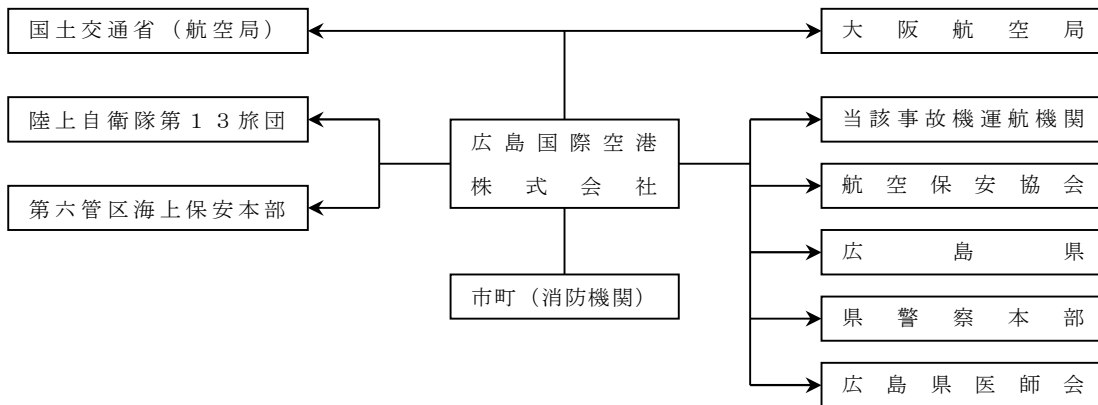 国土交通省（航空局）
大阪航空局
陸上自衛隊第１３旅団
第六管区海上保安本部
広島国際空港
株式会社
市町（消防機関）
当該事故機運航機関
航空保安協会
広島県
県警察本部
広島県医師会